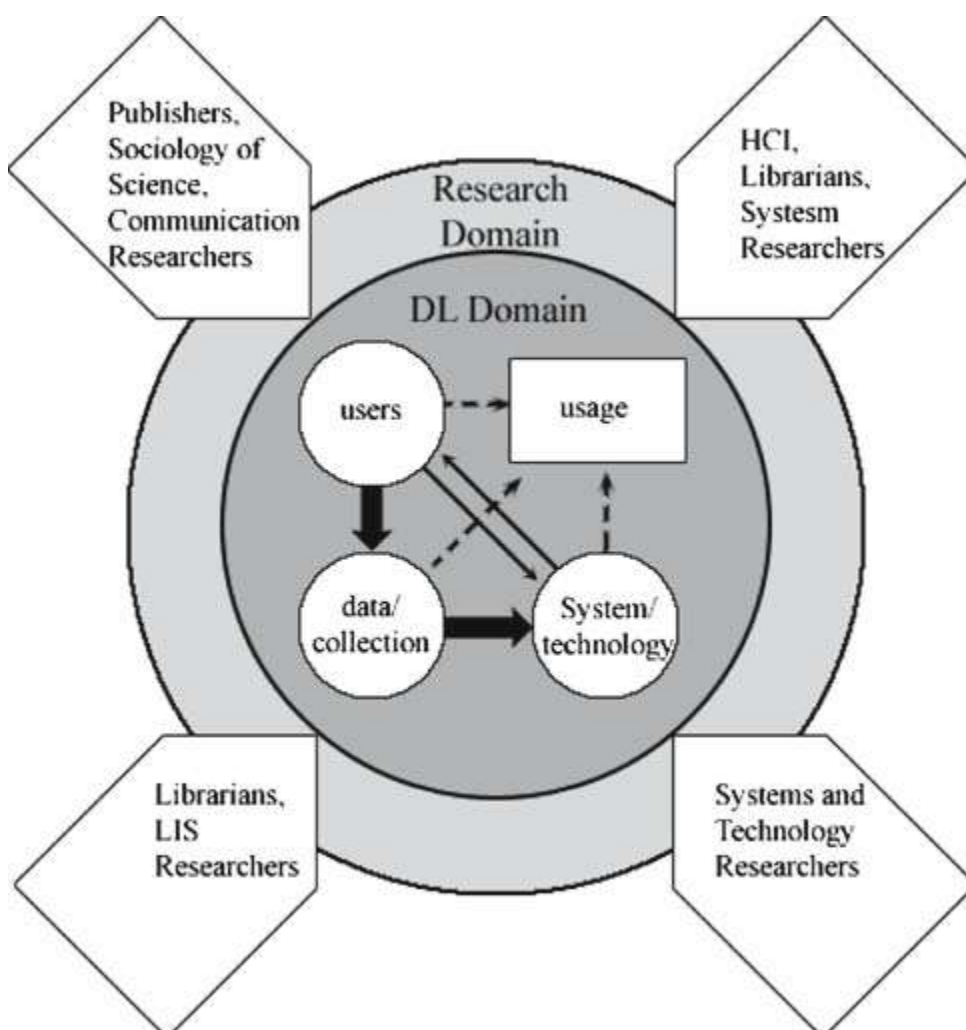 Publishers,
Sociology of
Science,
Communication
Researchers
HCI,
Librarians,
Systesm
Researchers
Research
Domain
DL Domain
users
usage
data/
collection
System/
technology
Librarians,
LIS
Researchers
Systems and
Technology
Researchers